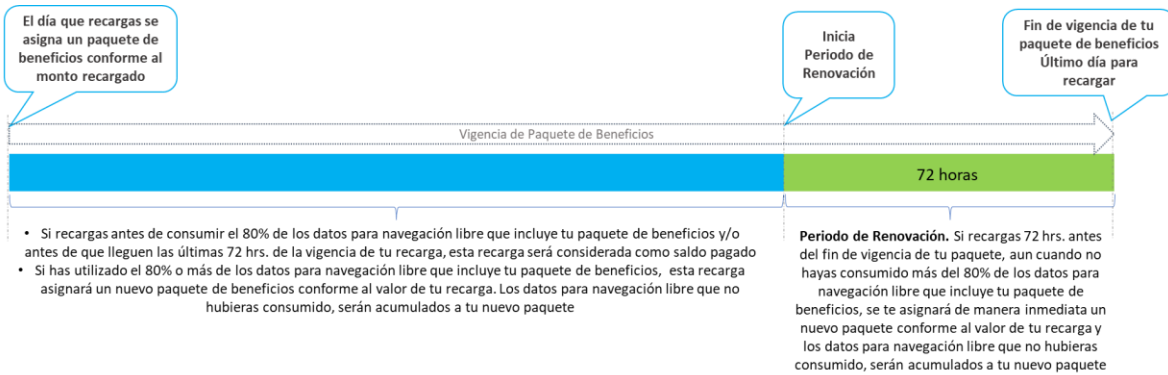 El día que recargas se
asigna un paquete de
beneficios conforme al
monto recargado
Inicia
Periodo de
Renovación
Fin de vigencia de tu
paquete de beneficios
Último día para
recargar
Vigencia de Paquete de Beneficios
72 horas
• Si recargas antes de consumir el 80% de los datos para navegación libre que incluye tu paquete de beneficios y/o
antes de que lleguen las últimas 72 hrs. de la vigencia de tu recarga, esta recarga será considerada como saldo pagado
• Si has utilizado el 80% o más de los datos para navegación libre que incluye tu paquete de beneficios, esta recarga
asignará un nuevo paquete de beneficios conforme al valor de tu recarga. Los datos para navegación libre que no
hubieras consumido, serán acumulados a tu nuevo paquete
Periodo de Renovación. Si recargas 72 hrs. antes
del fin de vigencia de tu paquete, aun cuando no
hayas consumido más del 80% de los datos para
navegación libre que incluye tu paquete de
beneficios, se te asignará de manera inmediata un
nuevo paquete conforme al valor de tu recarga y
los datos para navegación libre que no hubieras
consumido, serán acumulados a tu nuevo paquete